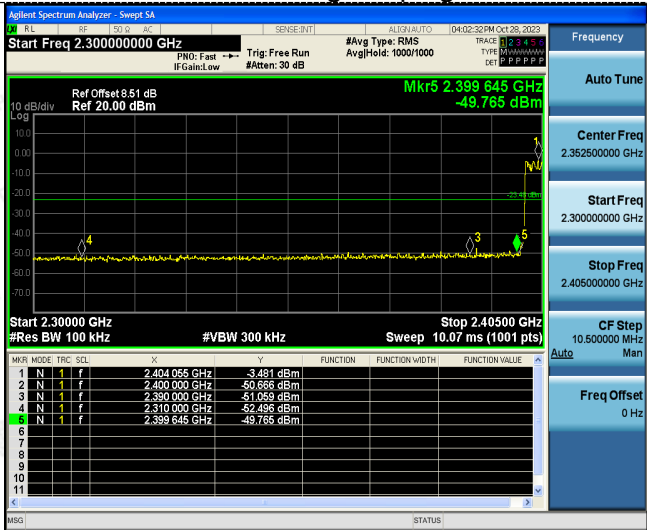 Agilent Spectrum Analyzer - Swept SA
RL RF 50 Ω AC SENSE:INT ALIGNAUTO 04:02:32 PM Oct 28, 2023
Start Freq 2.300000000 GHz
PNO: Fast
IFGain:Low
Trig: Free Run
#Atten: 30 dB
#Avg Type: RMS
Avg|Hold: 1000/1000
TRACE 1 2 3 4 5 6
TYPE M
DET P P P P P P
Ref Offset 8.51 dB
Ref 20.00 dBm
10 dB/div
Log
Mkr5 2.399 645 GHz
-49.765 dBm
10.0
0.00
-10.0
-20.0
-30.0
-40.0
-50.0
-60.0
-70.0
1
-23.48 dBm
4
3
5
Start 2.30000 GHz
Stop 2.40500 GHz
#Res BW 100 kHz
#VBW 300 kHz
Sweep 10.07 ms (1001 pts)
MKR MODE TRC SCL X Y FUNCTION FUNCTION WIDTH FUNCTION VALUE
1 N 1 f 2.404 055 GHz -3.481 dBm
2 N 1 f 2.400 000 GHz -50.666 dBm
3 N 1 f 2.390 000 GHz -51.059 dBm
4 N 1 f 2.310 000 GHz -52.496 dBm
5 N 1 f 2.399 645 GHz -49.765 dBm
6
7
8
9
10
11
MSG
STATUS
Frequency
Auto Tune
Center Freq
2.352500000 GHz
Start Freq
2.300000000 GHz
Stop Freq
2.405000000 GHz
CF Step
10.500000 MHz
Auto Man
Freq Offset
0 Hz